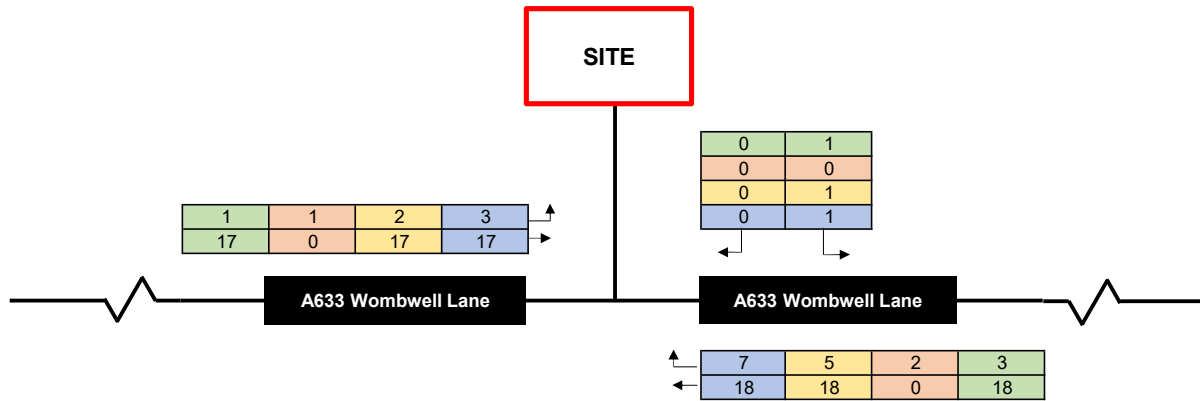 SITE
0 1
0 0
0 1
0 1
1 1 2 3
17 0 17 17
A633 Wombwell Lane
A633 Wombwell Lane
7 5 2 3
18 18 0 18